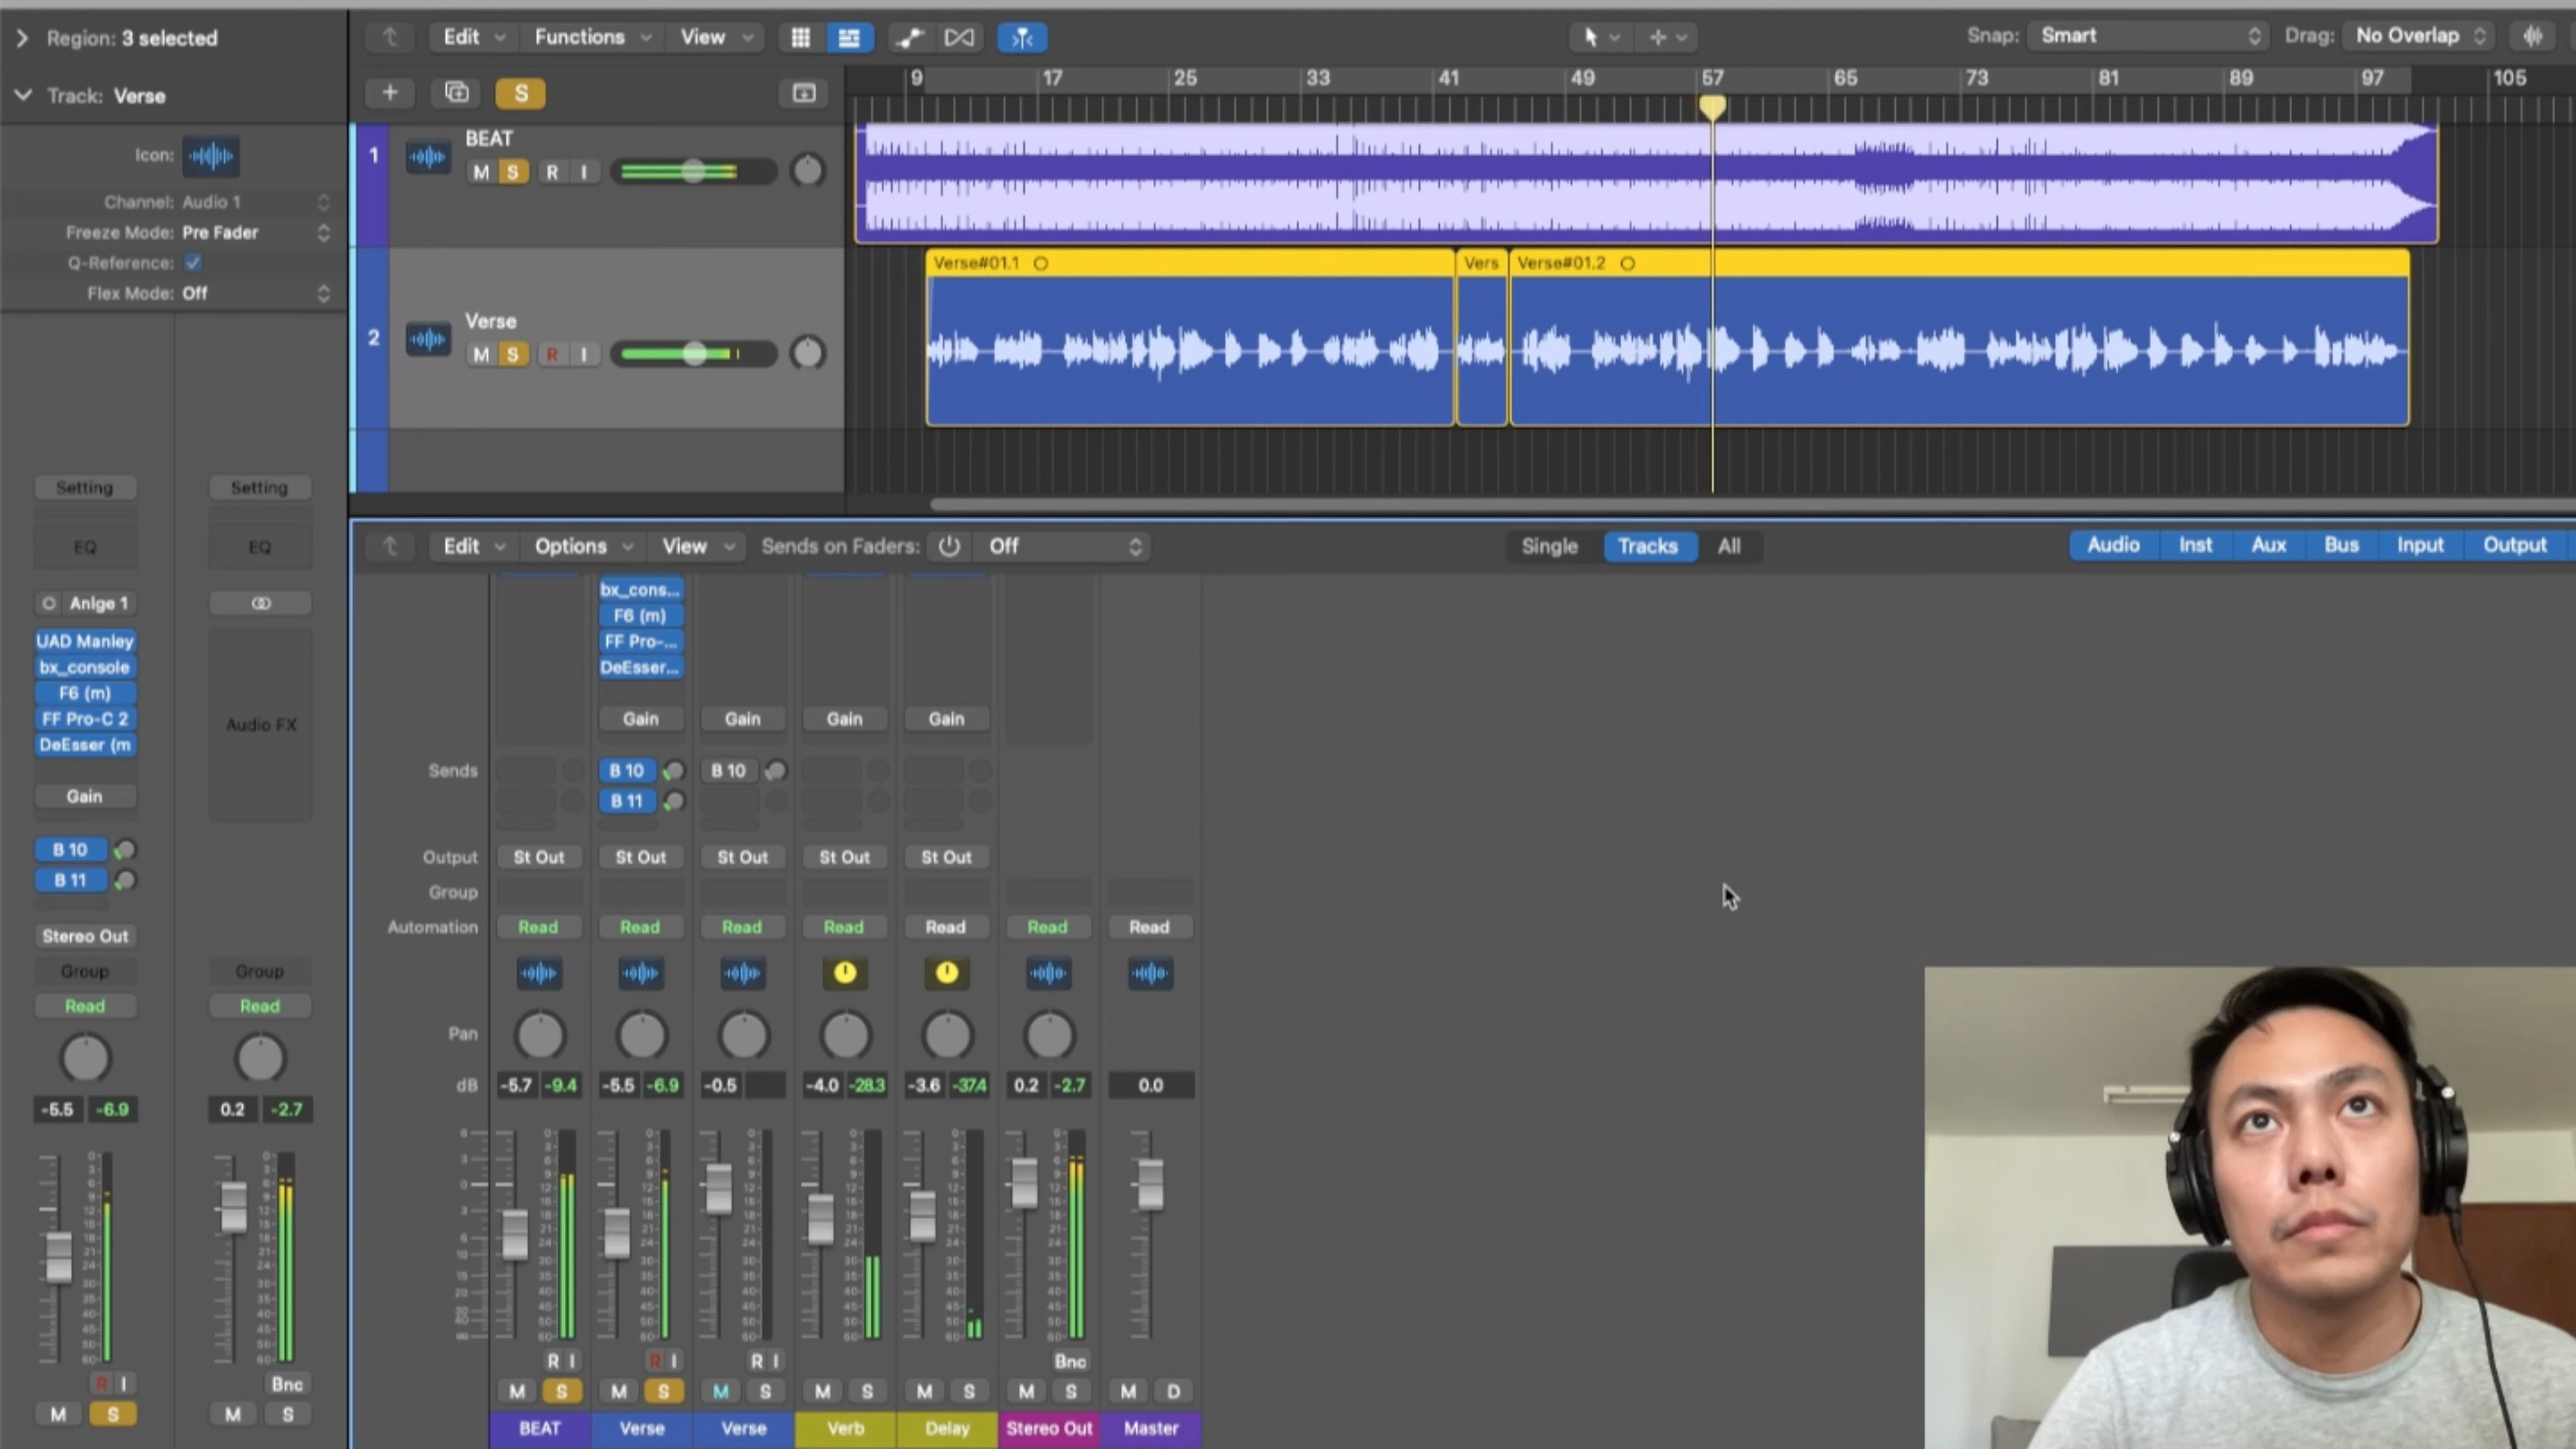 Region: 3 selected
Edit Functions View
Snap: Smart Drag: No Overlap
Track: Verse
S
9 17 25 33 41 49 57 65 73 81 89 97 105
Icon:
Channel: Audio 1
Freeze Mode: Pre Fader
Q-Reference:
Flex Mode: Off
1 BEAT
M S R I
2 Verse
M S R I
Verse#01.1 Vers Verse#01.2
Setting Setting
EQ EQ
Anlge 1
UAD Manley
bx_console
F6 (m)
FF Pro-C 2
DeEsser (m
Audio FX
Gain
B 10
B 11
Stereo Out
Group Group
Read Read
-5.5 -6.9 0.2 -2.7
R I Bnc
M S M S
Edit Options View Sends on Faders: Off
Single Tracks All
Audio Inst Aux Bus Input Output
bx_cons...
F6 (m)
FF Pro-...
DeEsser...
Gain Gain Gain Gain
Sends B 10 B 10
B 11
Output St Out St Out St Out St Out St Out
Group
Automation Read Read Read Read Read Read Read
Pan
dB -5.7 -9.4 -5.5 -6.9 -0.5 -4.0 -28.3 -3.6 -37.4 0.2 -2.7 0.0
R I R I R I Bnc
M S M S M S M S M S M S M D
BEAT Verse Verse Verb Delay Stereo Out Master